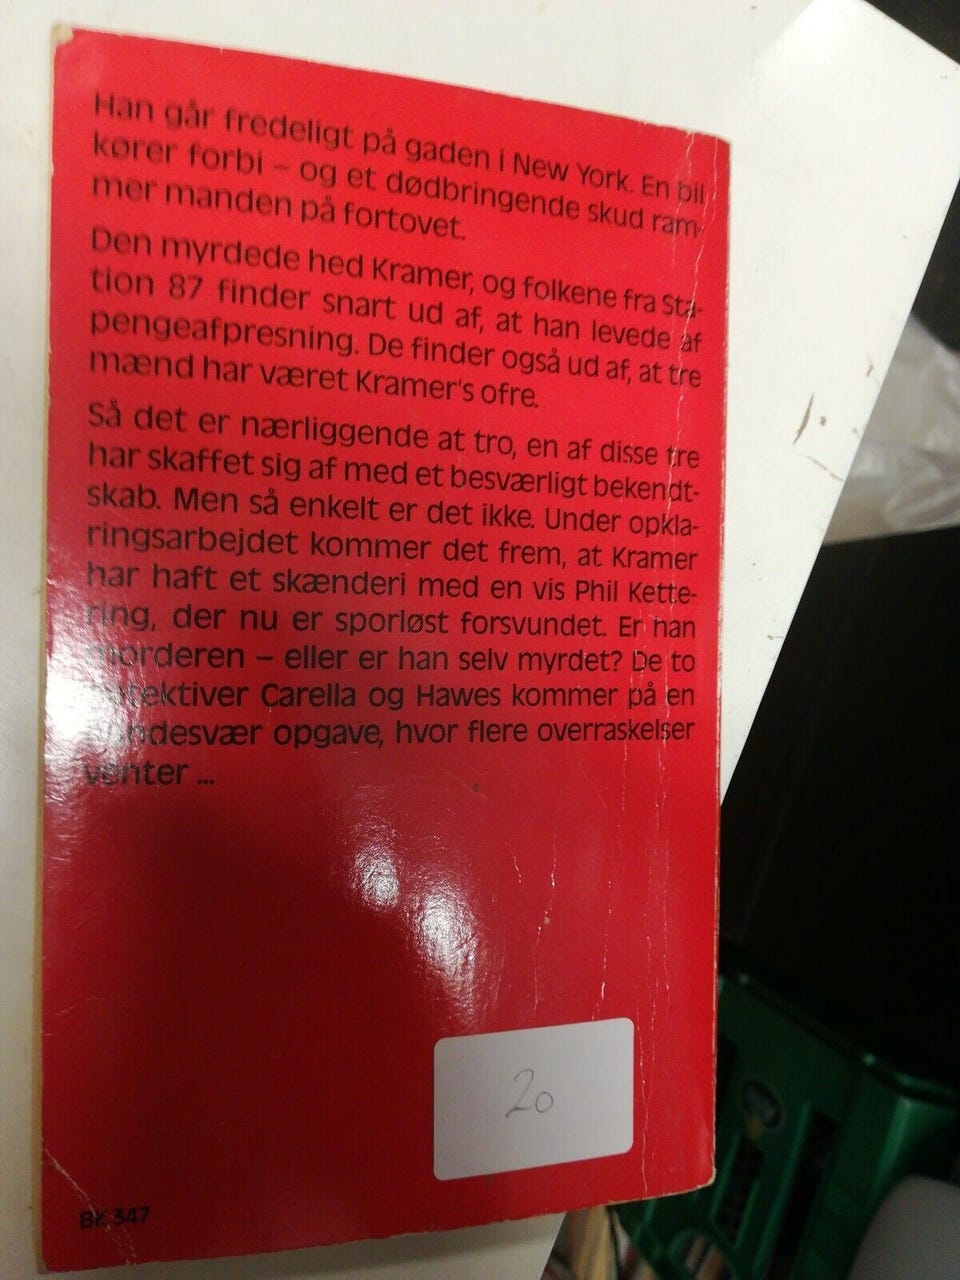 Han går fredeligt på gaden i New York. En bil
kører forbi – og et dødbringende skud ram-
mer manden på fortovet.
Den myrdede hed Kramer, og folkene fra Sta-
tion 87 finder snart ud af, at han levede af
pengeafpresning. De finder også ud af, at tre
mænd har været Kramer's ofre.
Så det er nærliggende at tro, en af disse tre
har skaffet sig af med et besværligt bekendt-
skab. Men så enkelt er det ikke. Under opkla-
ringsarbejdet kommer det frem, at Kramer
har haft et skænderi med en vis Phil Kette-
ring, der nu er sporløst forsvundet. Er han
morderen – eller er han selv myrdet? De to
detektiver Carella og Hawes kommer på en
opgave, hvor flere overraskelser
venter ...
20
BK 347